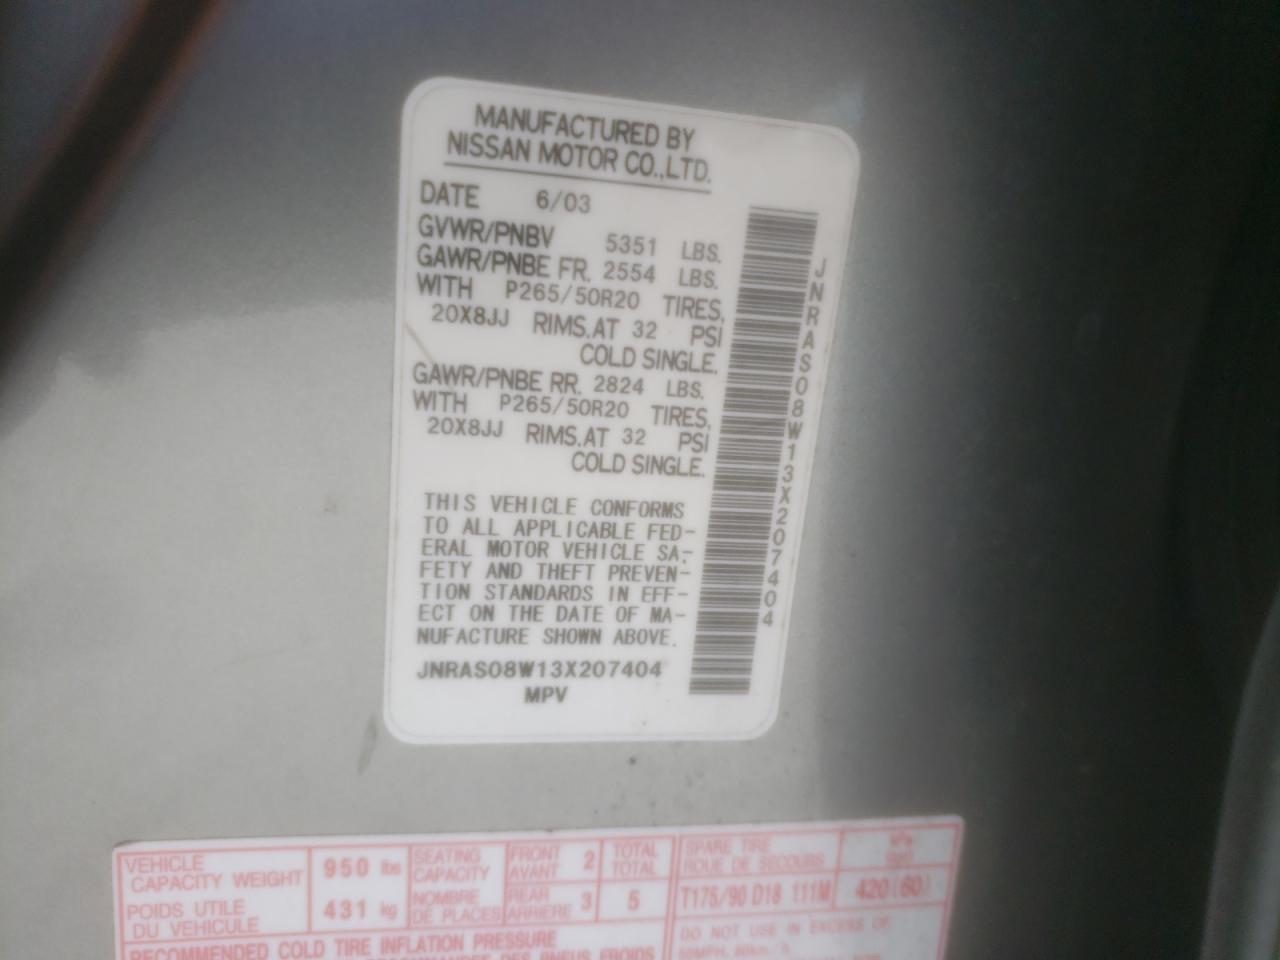 MANUFACTURED BY
NISSAN MOTOR CO.,LTD.
DATE 6/03
GVWR/PNBV 5351 LBS.
GAWR/PNBE FR. 2554 LBS.
WITH P265/50R20 TIRES,
20X8JJ RIMS.AT 32 PSI
COLD SINGLE.
GAWR/PNBE RR. 2824 LBS.
WITH P265/50R20 TIRES,
20X8JJ RIMS.AT 32 PSI
COLD SINGLE.
THIS VEHICLE CONFORMS
TO ALL APPLICABLE FED-
ERAL MOTOR VEHICLE SA-
FETY AND THEFT PREVEN-
TION STANDARDS IN EFF-
ECT ON THE DATE OF MA-
NUFACTURE SHOWN ABOVE.
JNRAS08W13X207404
MPV
JNRAS08W13X207404
VEHICLE
CAPACITY WEIGHT
POIDS UTILE
DU VEHICULE
950 lbs
431 kg
SEATING
CAPACITY
NOMBRE
DE PLACES
FRONT
AVANT 2
REAR
ARRIERE 3
TOTAL
TOTAL
5
SPARE TIRE
ROUE DE SECOURS
T175/90 D18 111M
420(60)
RECOMMENDED COLD TIRE INFLATION PRESSURE
DES PNEUS FROIDS
DO NOT USE IN EXCESS OF
50MPH, 80km/h